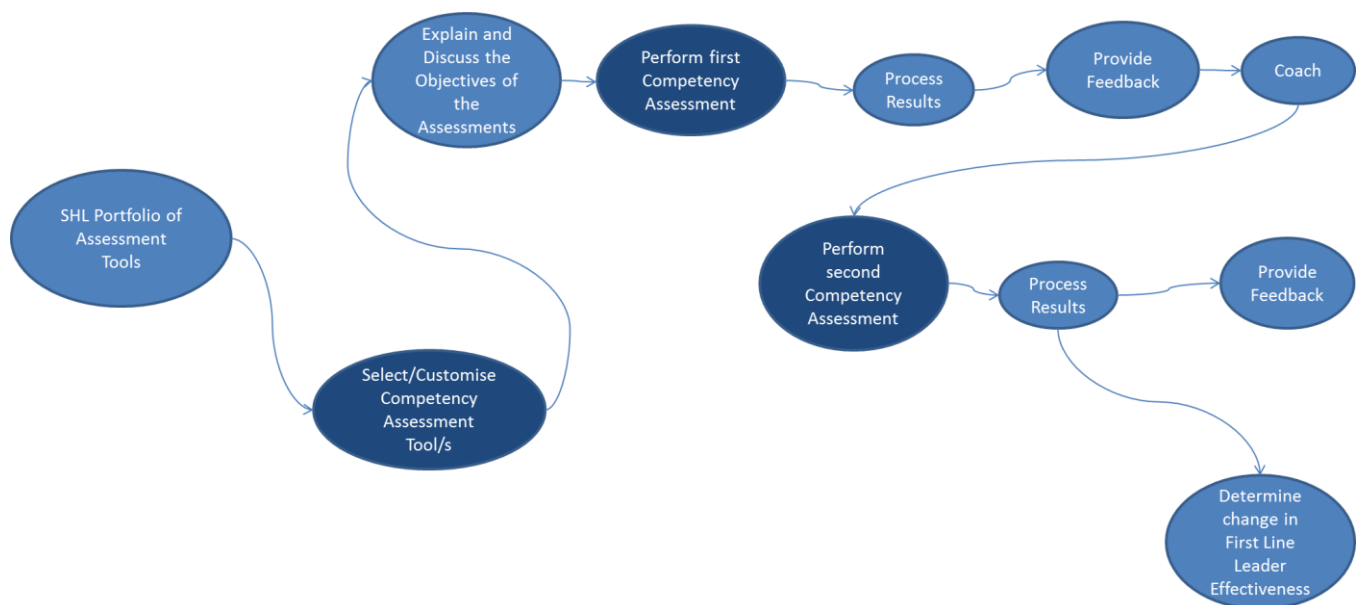 SHL Portfolio of
Assessment
Tools
Select/Customise
Competency
Assessment
Tool/s
Explain and
Discuss the
Objectives of
the
Assessments
Perform first
Competency
Assessment
Process
Results
Provide
Feedback
Coach
Perform
second
Competency
Assessment
Process
Results
Provide
Feedback
Determine
change in
First Line
Leader
Effectiveness